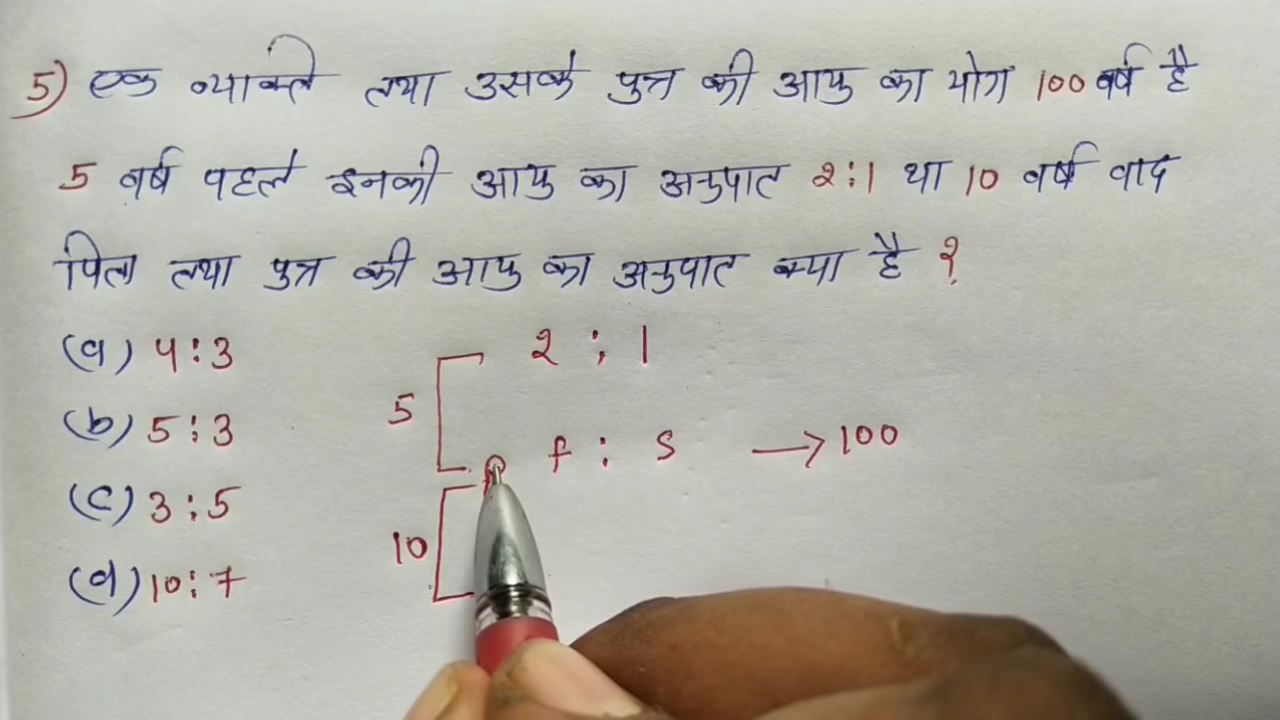 5) एक व्यक्ति तथा उसके पुत्र की आयु का योग 100 वर्ष है
5 वर्ष पहले इनकी आयु का अनुपात 2:1 था 10 वर्ष वाद
पिता तथा पुत्र की आयु का अनुपात क्या है ?
(a) 4:3
(b) 5:3
(c) 3:5
(d) 10:7
2 : 1
5
f : S → 100
10